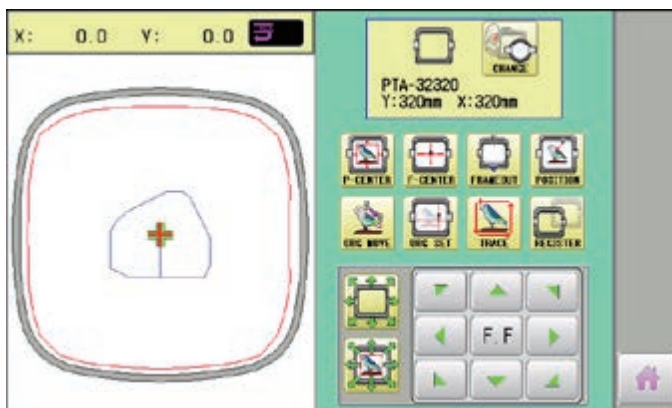 X: 0.0 Y: 0.0
CHANGE
PTA-32320
Y:320mm X:320mm
P-CENTER F-CENTER FRAMEOUT POSITION
ORG MOVE ORG SET TRACE REGISTER
F.F